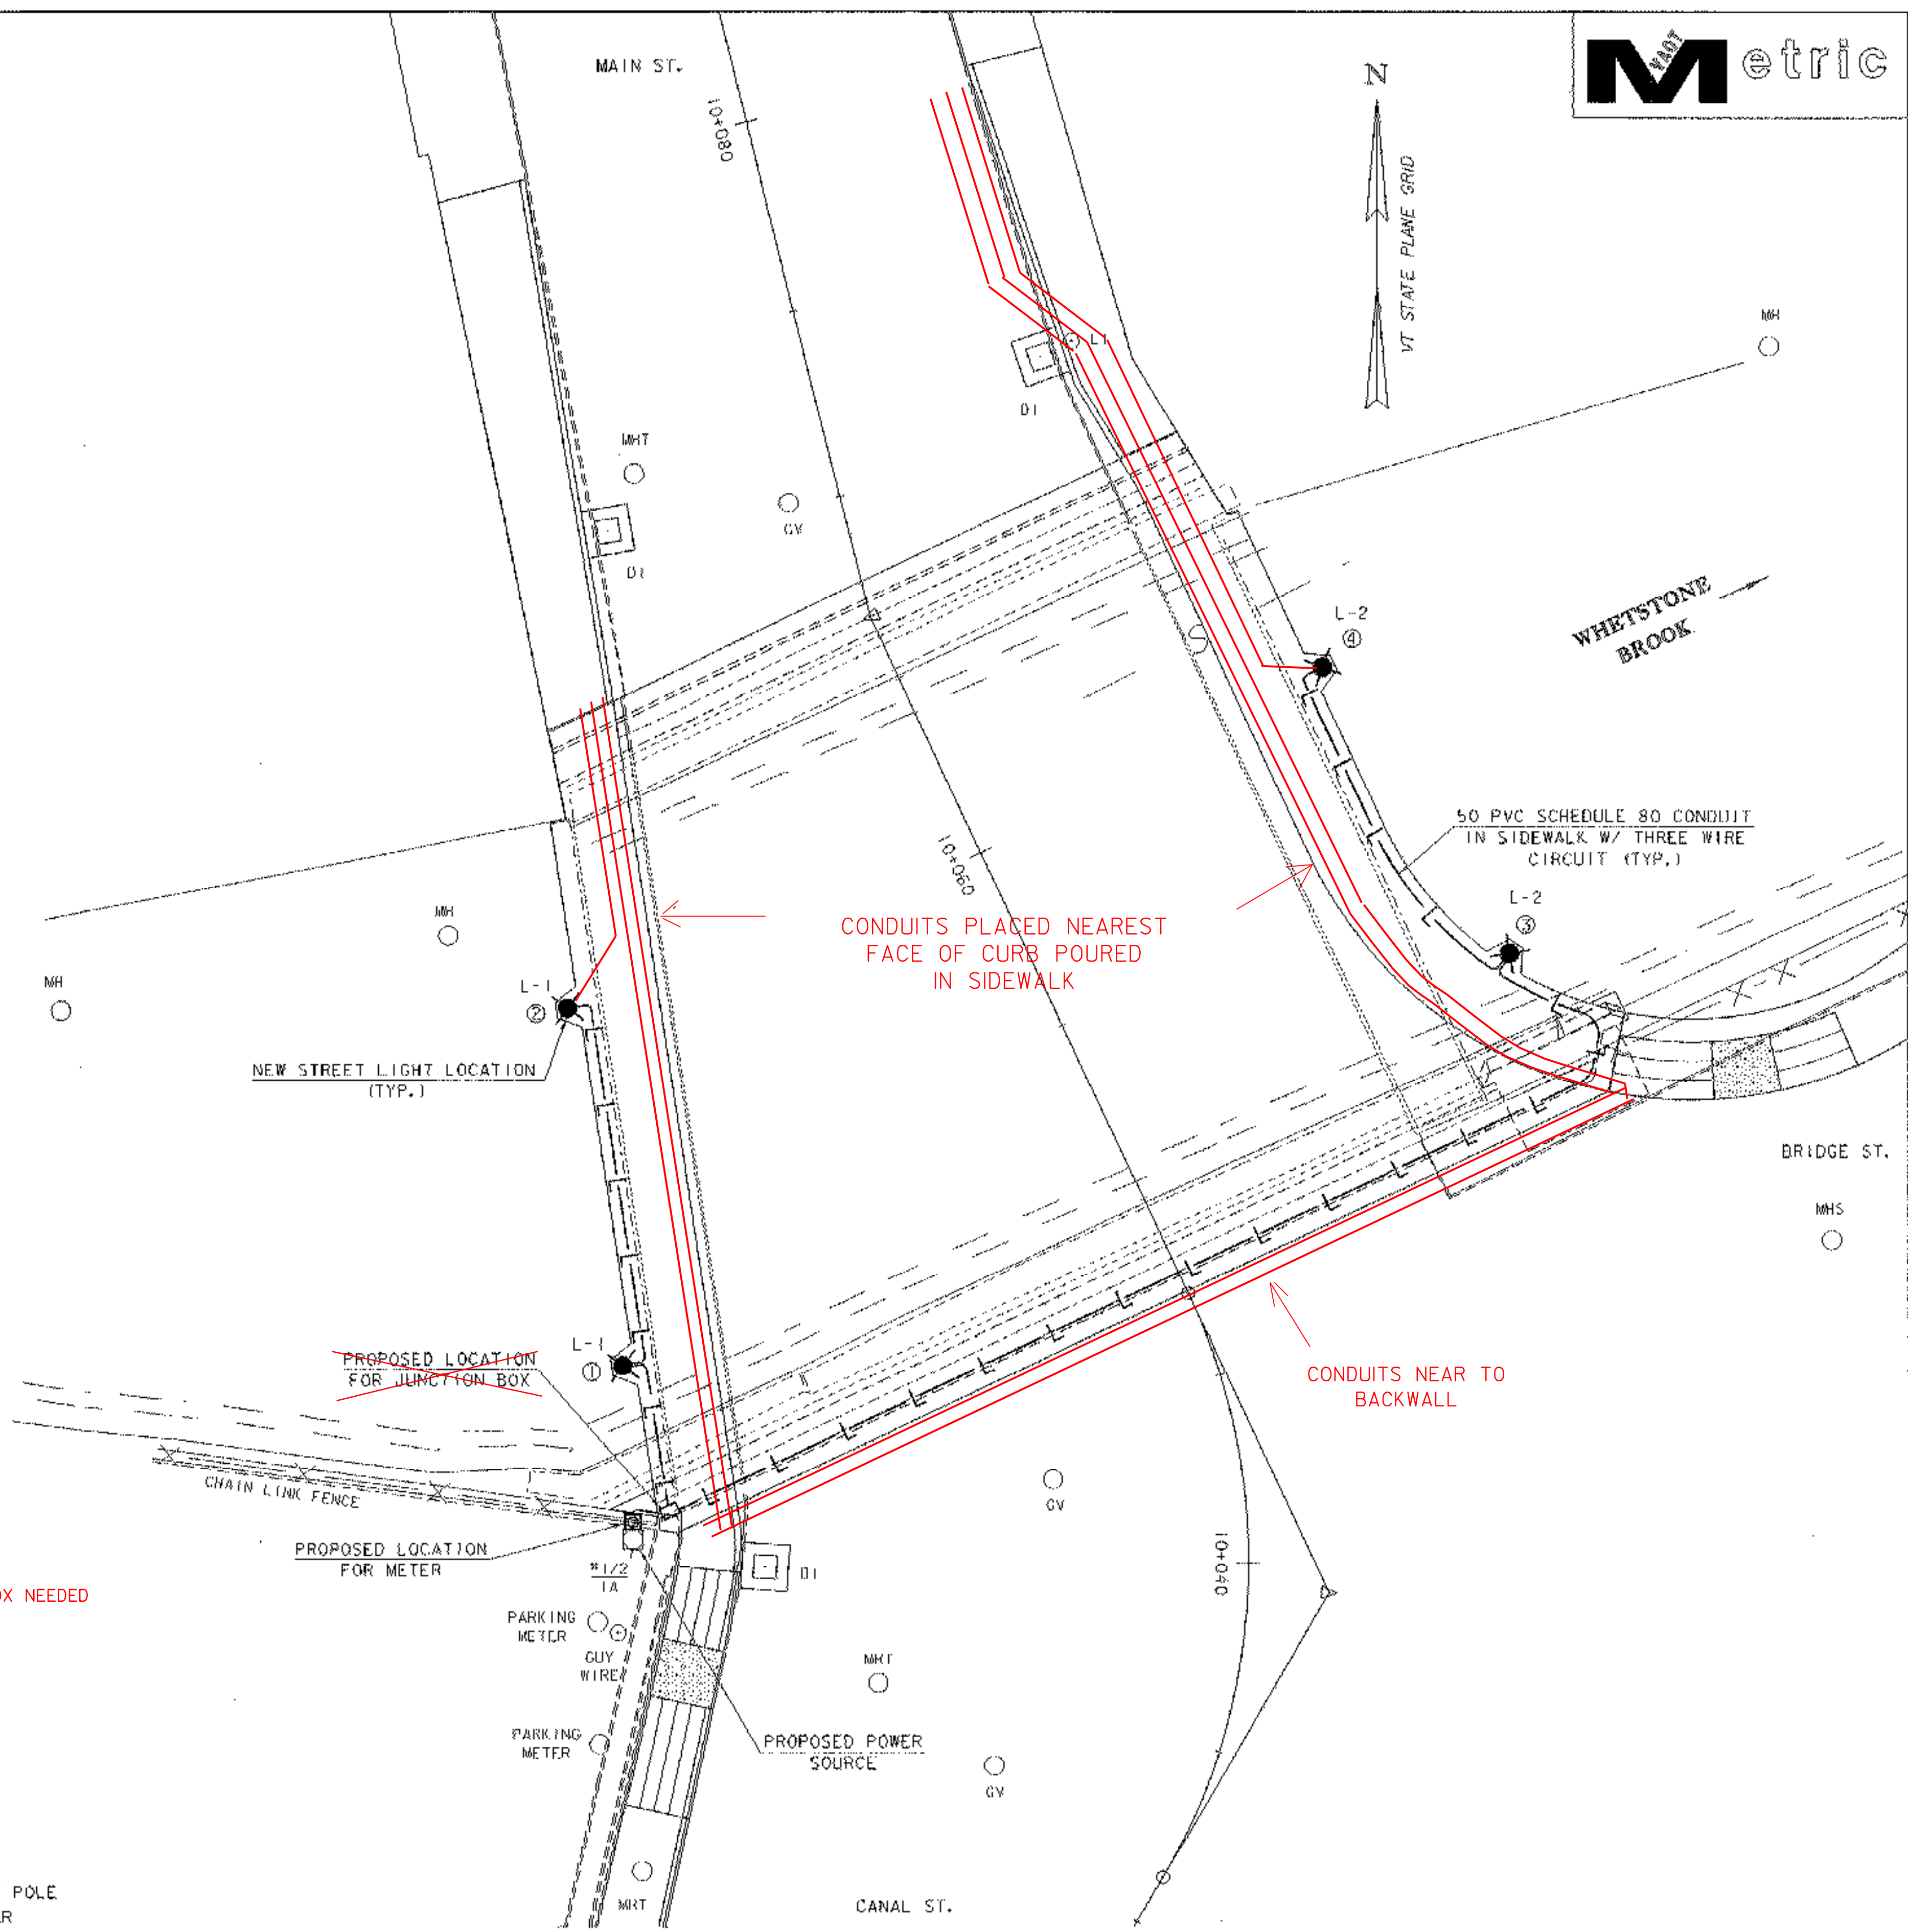 MAIN ST.
VAOT
Metric
N
VT STATE PLANE GRID
10+080
MH
L1
DI
MHT
GV
DI
L-2
④
WHETSTONE
BROOK
10+060
50 PVC SCHEDULE 80 CONDUIT
IN SIDEWALK W/ THREE WIRE
CIRCUIT (TYP.)
L-2
③
MH
MH
CONDUITS PLACED NEAREST
FACE OF CURB POURED
IN SIDEWALK
L-1
②
NEW STREET LIGHT LOCATION
(TYP.)
BRIDGE ST.
MHS
L-1
①
PROPOSED LOCATION
FOR JUNCTION BOX
CONDUITS NEAR TO
BACKWALL
CHAIN LINK FENCE
GV
PROPOSED LOCATION
FOR METER
10+040
*1/2
1A
DI
OX NEEDED
PARKING
METER
GUY
WIRE
MHT
PARKING
METER
PROPOSED POWER
SOURCE
GV
POLE
MHT
CANAL ST.